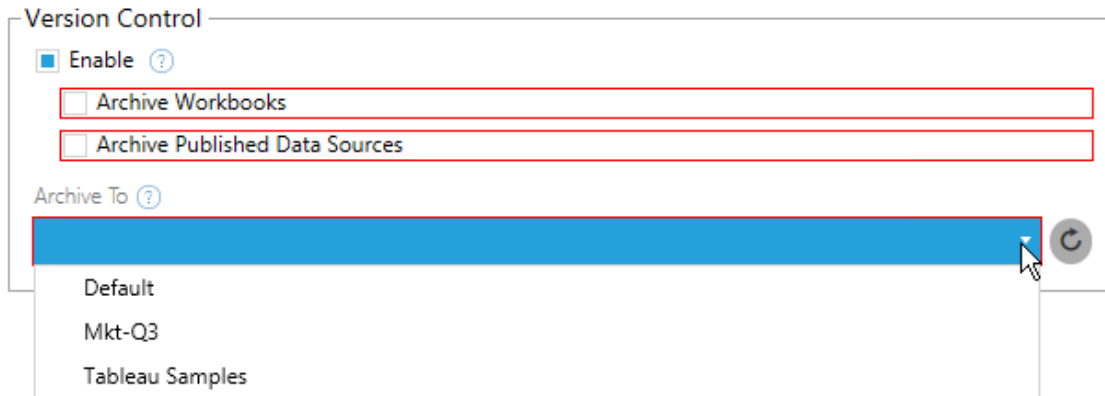 Version Control
Enable ?
Archive Workbooks
Archive Published Data Sources
Archive To ?
Default
Mkt-Q3
Tableau Samples